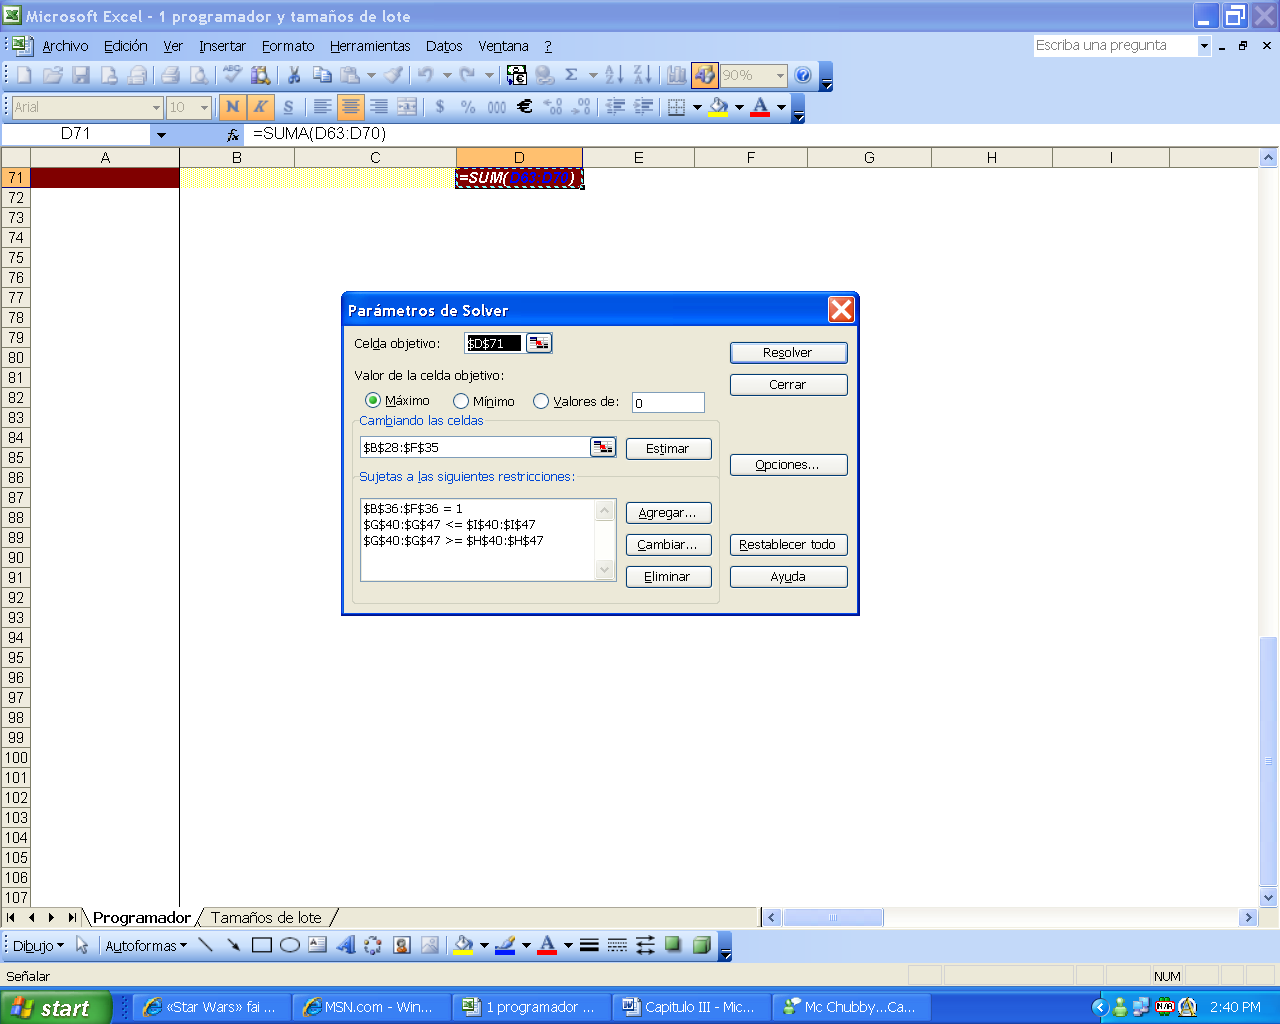 Microsoft Excel - 1 programador y tamaños de lote
Archivo Edición Ver Insertar Formato Herramientas Datos Ventana ? Escriba una pregunta
90%
Arial 10 N K S $ % 000 €
D71 fx =SUMA(D63:D70)
A B C D E F G H I
71 =SUM(D63:D70)
72
73
74
75
76
77
78
79
80
81
82
83
84
85
86
87
88
89
90
91
92
93
94
95
96
97
98
99
100
101
102
103
104
105
106
107
Parámetros de Solver
Celda objetivo: $D$71 Resolver
Valor de la celda objetivo: Cerrar
Máximo Mínimo Valores de: 0
Cambiando las celdas
$B$28:$F$35 Estimar Opciones...
Sujetas a las siguientes restricciones:
$B$36:$F$36 = 1 Agregar...
$G$40:$G$47 <= $I$40:$I$47
$G$40:$G$47 >= $H$40:$H$47 Cambiar... Restablecer todo
Eliminar Ayuda
Programador Tamaños de lote
Dibujo Autoformas
Señalar NUM
start «Star Wars» fai ... MSN.com - Win... 1 programador ... Capitulo III - Mic... Mc Chubby...Ca... 2:40 PM